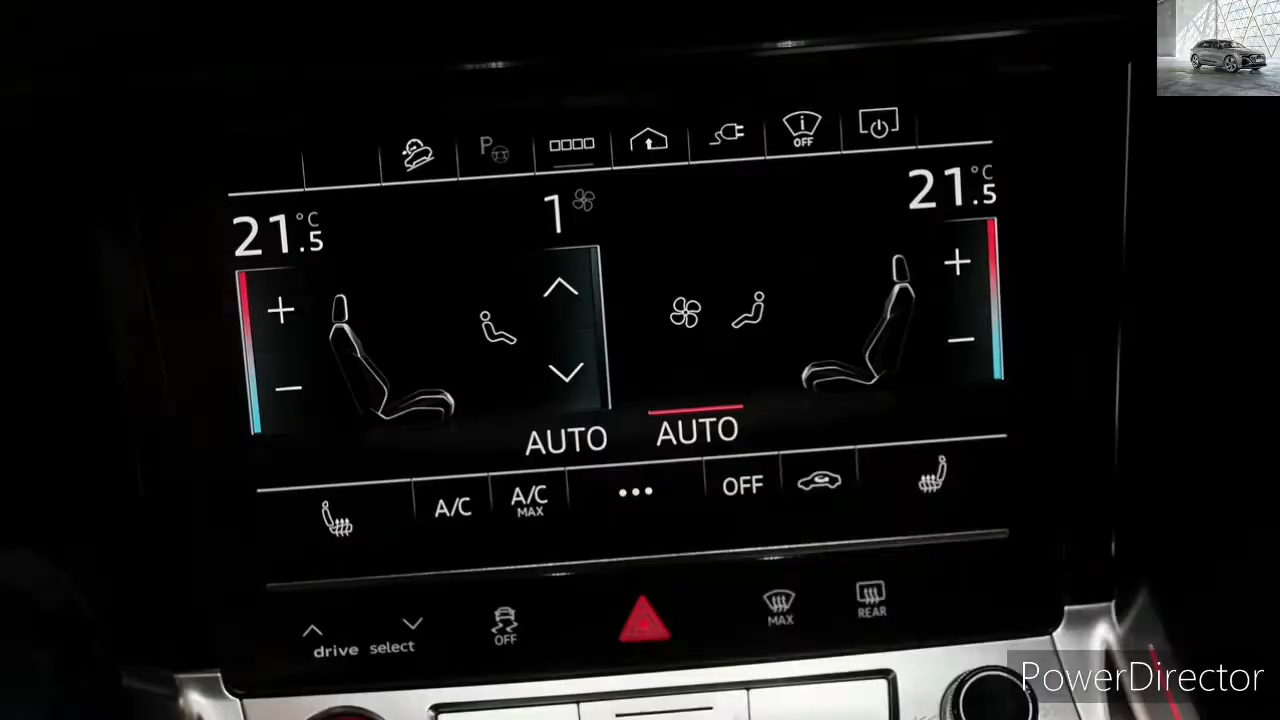 P
i
OFF
21.5 °C
1
21.5 °C
+
−
+
−
AUTO
AUTO
A/C
A/C
MAX
•••
OFF
drive select
OFF
MAX
REAR
PowerDirector